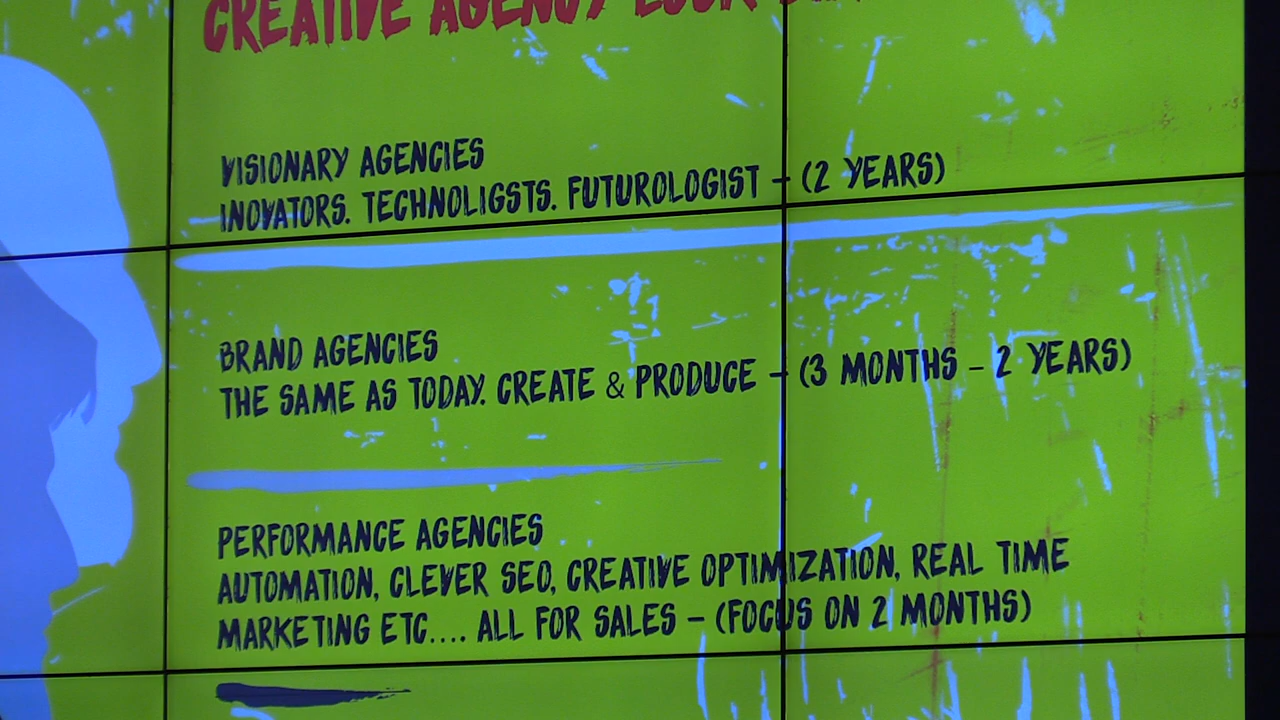 CREATIVE AGENCY LOOK
VISIONARY AGENCIES
INOVATORS. TECHNOLIGSTS. FUTUROLOGIST – (2 YEARS)
BRAND AGENCIES
THE SAME AS TODAY. CREATE & PRODUCE – (3 MONTHS – 2 YEARS)
PERFORMANCE AGENCIES
AUTOMATION, CLEVER SEO, CREATIVE OPTIMIZATION, REAL TIME
MARKETING ETC.... ALL FOR SALES – (FOCUS ON 2 MONTHS)